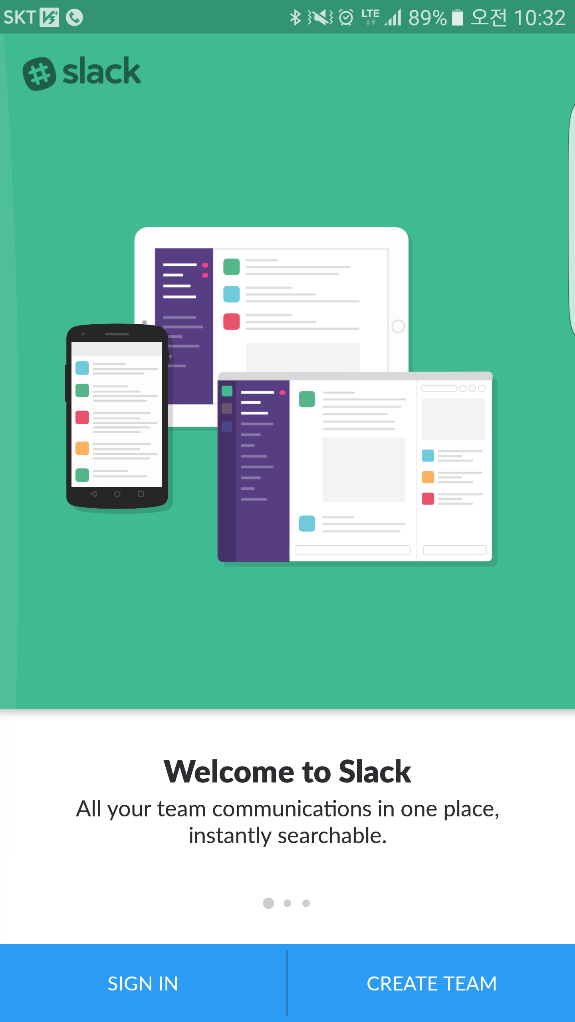 SKT LTE 89% 오전 10:32
slack
Welcome to Slack
All your team communications in one place,
instantly searchable.
SIGN IN CREATE TEAM